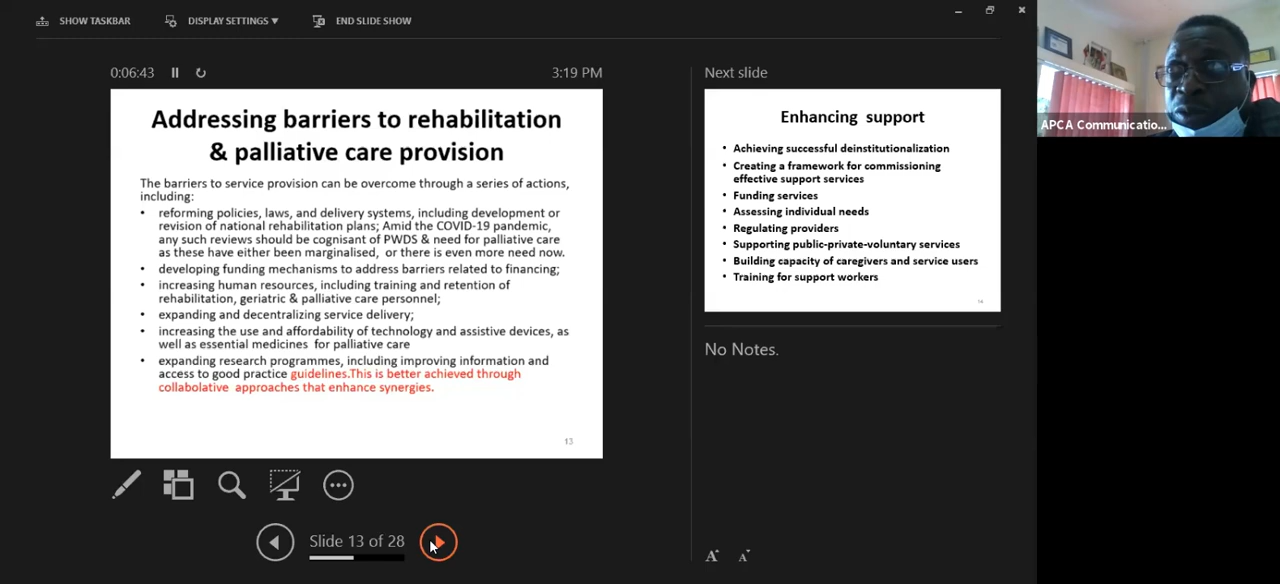 SHOW TASKBAR
DISPLAY SETTINGS ▼
END SLIDE SHOW
0:06:43
3:19 PM
Addressing barriers to rehabilitation
& palliative care provision
The barriers to service provision can be overcome through a series of actions,
including:
• reforming policies, laws, and delivery systems, including development or
revision of national rehabilitation plans; Amid the COVID-19 pandemic,
any such reviews should be cognisant of PWDS & need for palliative care
as these have either been marginalised, or there is even more need now.
• developing funding mechanisms to address barriers related to financing;
• increasing human resources, including training and retention of
rehabilitation, geriatric & palliative care personnel;
• expanding and decentralizing service delivery;
• increasing the use and affordability of technology and assistive devices, as
well as essential medicines for palliative care
• expanding research programmes, including improving information and
access to good practice guidelines.This is better achieved through
collabolative approaches that enhance synergies.
13
Slide 13 of 28
Next slide
Enhancing support
• Achieving successful deinstitutionalization
• Creating a framework for commissioning
effective support services
• Funding services
• Assessing individual needs
• Regulating providers
• Supporting public-private-voluntary services
• Building capacity of caregivers and service users
• Training for support workers
14
No Notes.
A A
APCA Communicatio...